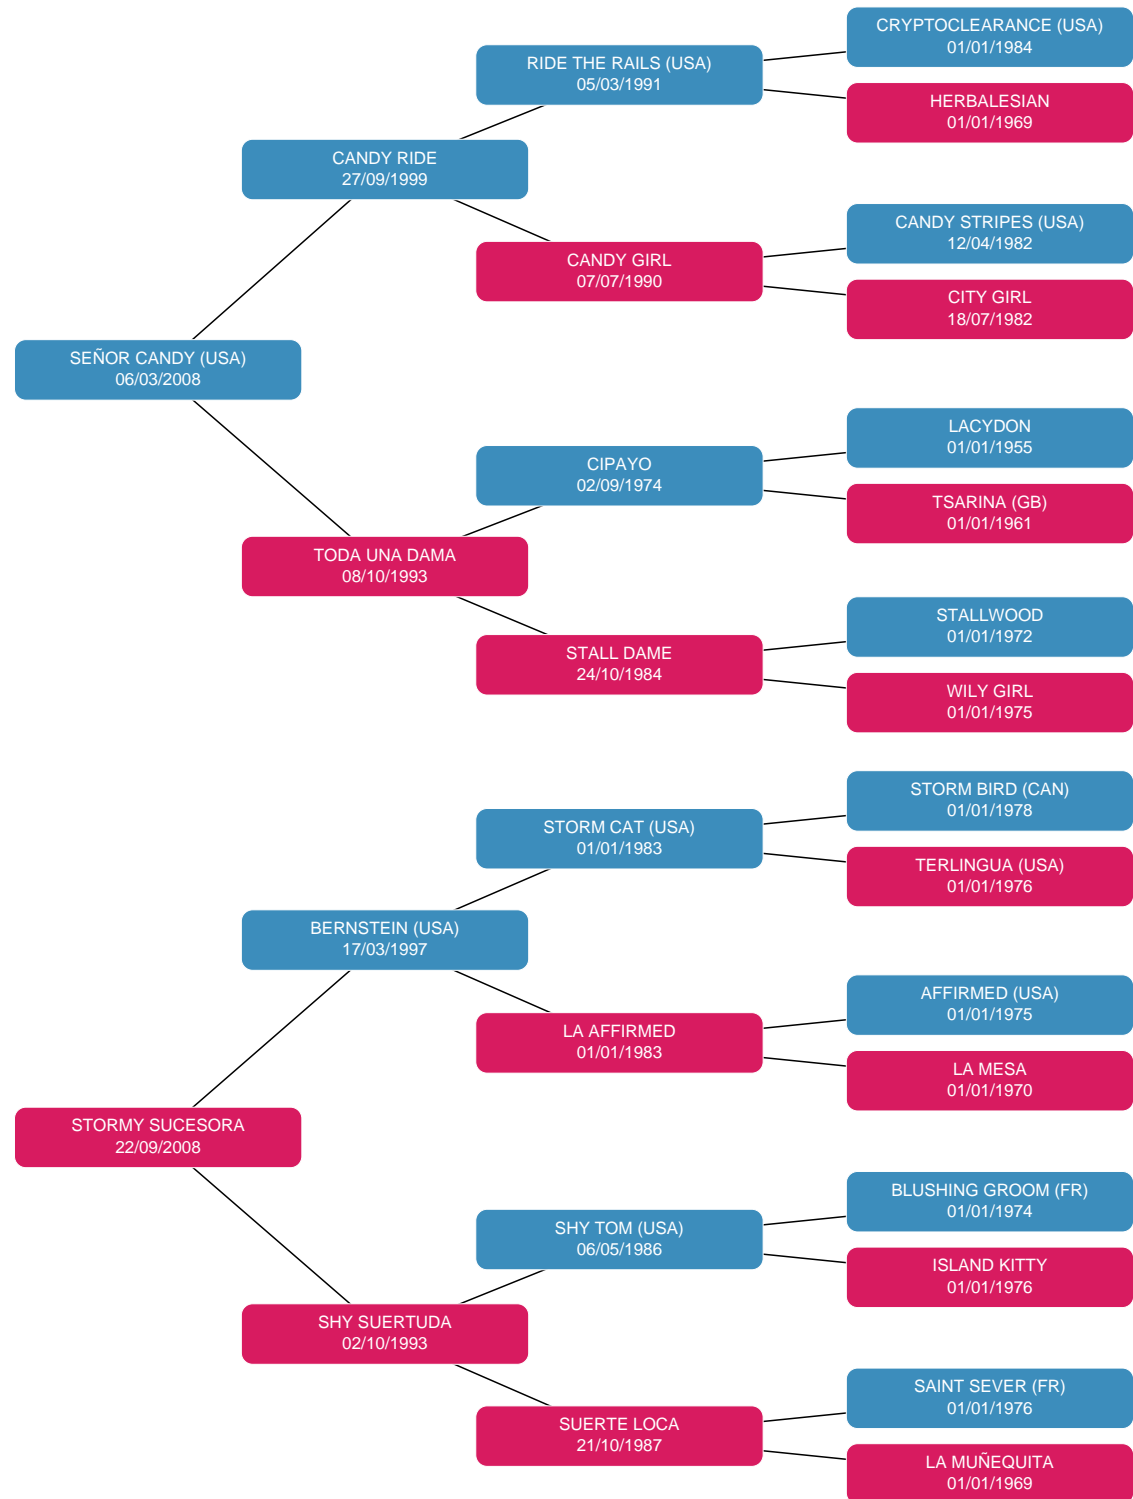 CRYPTOCLEARANCE (USA)
01/01/1984
RIDE THE RAILS (USA)
05/03/1991
HERBALESIAN
01/01/1969
CANDY RIDE
27/09/1999
CANDY STRIPES (USA)
12/04/1982
CANDY GIRL
07/07/1990
CITY GIRL
18/07/1982
SEÑOR CANDY (USA)
06/03/2008
LACYDON
01/01/1955
CIPAYO
02/09/1974
TSARINA (GB)
01/01/1961
TODA UNA DAMA
08/10/1993
STALLWOOD
01/01/1972
STALL DAME
24/10/1984
WILY GIRL
01/01/1975
STORM BIRD (CAN)
01/01/1978
STORM CAT (USA)
01/01/1983
TERLINGUA (USA)
01/01/1976
BERNSTEIN (USA)
17/03/1997
AFFIRMED (USA)
01/01/1975
LA AFFIRMED
01/01/1983
LA MESA
01/01/1970
STORMY SUCESORA
22/09/2008
BLUSHING GROOM (FR)
01/01/1974
SHY TOM (USA)
06/05/1986
ISLAND KITTY
01/01/1976
SHY SUERTUDA
02/10/1993
SAINT SEVER (FR)
01/01/1976
SUERTE LOCA
21/10/1987
LA MUÑEQUITA
01/01/1969